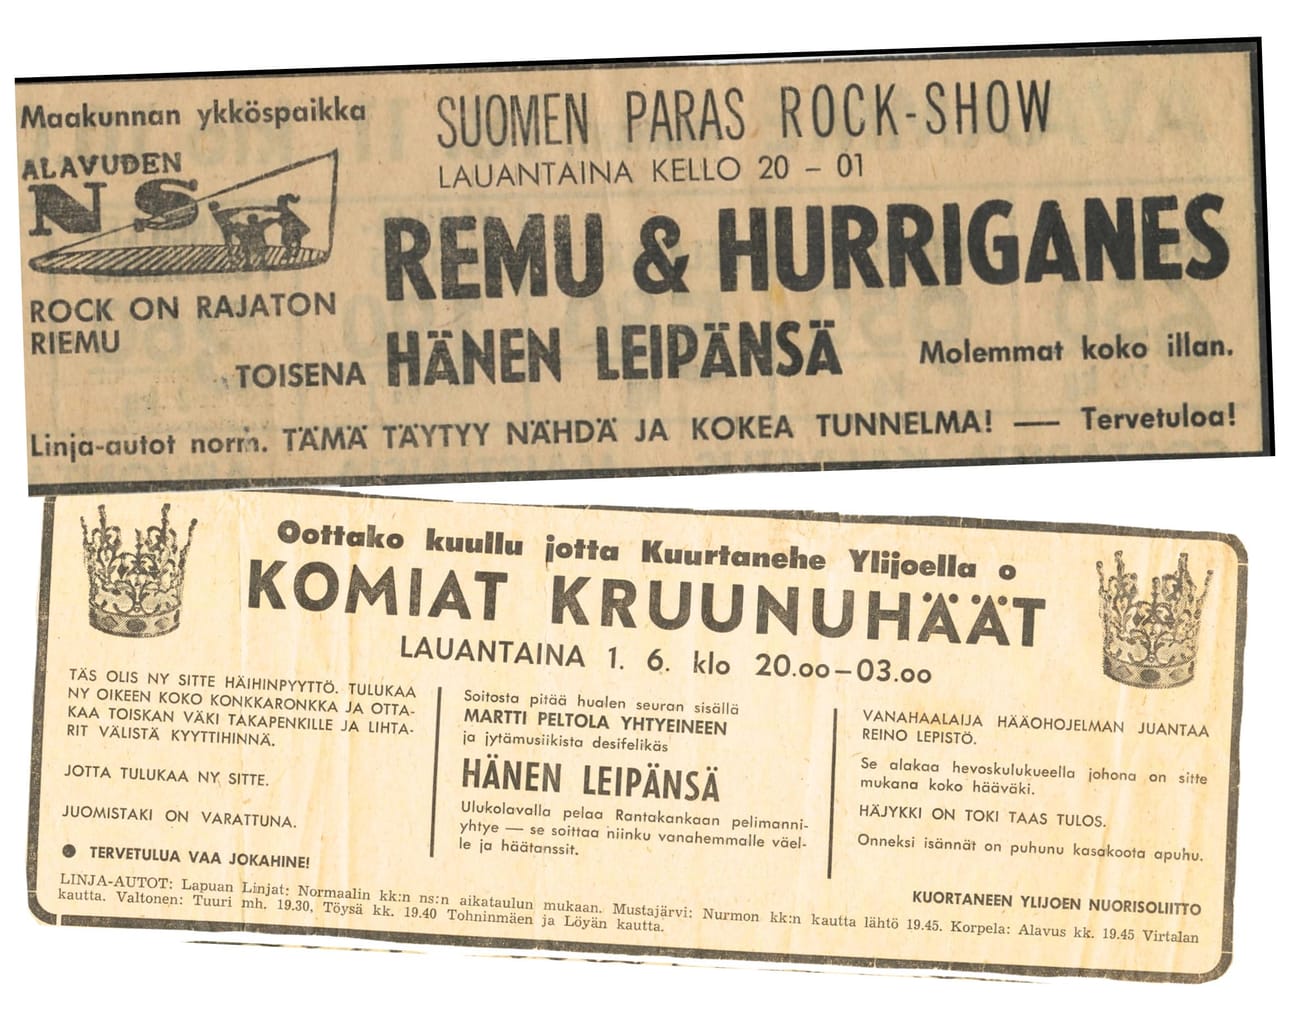 Maakunnan ykköspaikka
ALAVUDEN
NS
ROCK ON RAJATON
RIEMU
SUOMEN PARAS ROCK-SHOW
LAUANTAINA KELLO 20 – 01
REMU & HURRIGANES
TOISENA HÄNEN LEIPÄNSÄ Molemmat koko illan.
Linja-autot norm. TÄMÄ TÄYTYY NÄHDÄ JA KOKEA TUNNELMA! — Tervetuloa!
Oottako kuullu jotta Kuurtanehe Ylijoella o
KOMIAT KRUUNUHÄÄT
LAUANTAINA 1. 6. klo 20.oo–03.oo
TÄS OLIS NY SITTE HÄIHINPYYTTÖ. TULUKAA
NY OIKEEN KOKO KONKKARONKKA JA OTTA-
KAA TOISKAN VÄKI TAKAPENKILLE JA LIHTA-
RIT VÄLISTÄ KYYTTIHINNÄ.
JOTTA TULUKAA NY SITTE.
JUOMISTAKI ON VARATTUNA.
● TERVETULUA VAA JOKAHINE!
Soitosta pitää hualen seuran sisällä
MARTTI PELTOLA YHTYEINEEN
ja jytämusiikista desifelikäs
HÄNEN LEIPÄNSÄ
Ulukolavalla pelaa Rantakankaan pelimanni-
yhtye — se soittaa niinku vanahemmalle väel-
le ja häätanssit.
VANAHAALAIJA HÄÄOHOJELMAN JUANTAA
REINO LEPISTÖ.
Se alakaa hevoskulukueella johona on sitte
mukana koko hääväki.
HÄJYKKI ON TOKI TAAS TULOS.
Onneksi isännät on puhunu kasakoota apuhu.
KUORTANEEN YLIJOEN NUORISOLIITTO
LINJA-AUTOT: Lapuan Linjat: Normaalin kk:n ns:n aikataulun mukaan. Mustajärvi: Nurmon kk:n kautta lähtö 19.45. Korpela: Alavus kk. 19.45 Virtalan
kautta. Valtonen: Tuuri mh. 19.30, Töysä kk. 19.40 Tohninmäen ja Löyän kautta.